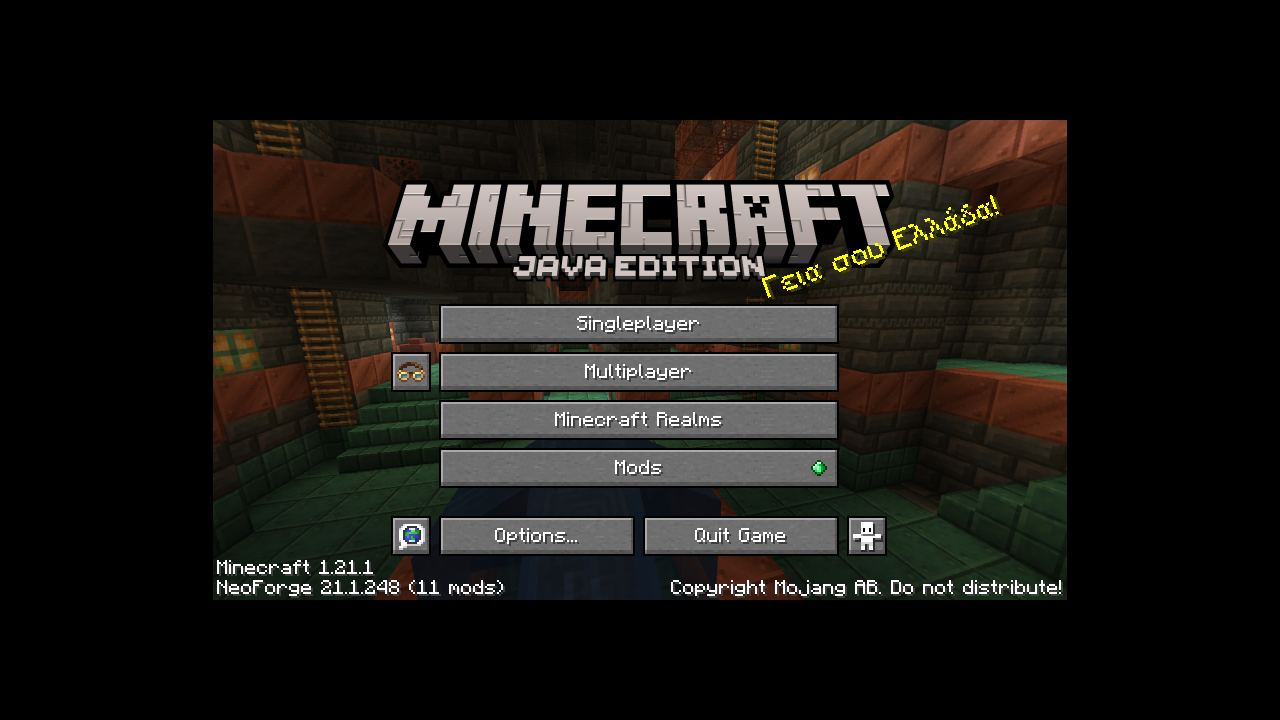 MINECRAFT
JAVA EDITION
Γεια σου Ελλάδα!
Singleplayer
Multiplayer
Minecraft Realms
Mods
Options...
Quit Game
Minecraft 1.21.1
NeoForge 21.1.248 (11 mods)
Copyright Mojang AB. Do not distribute!